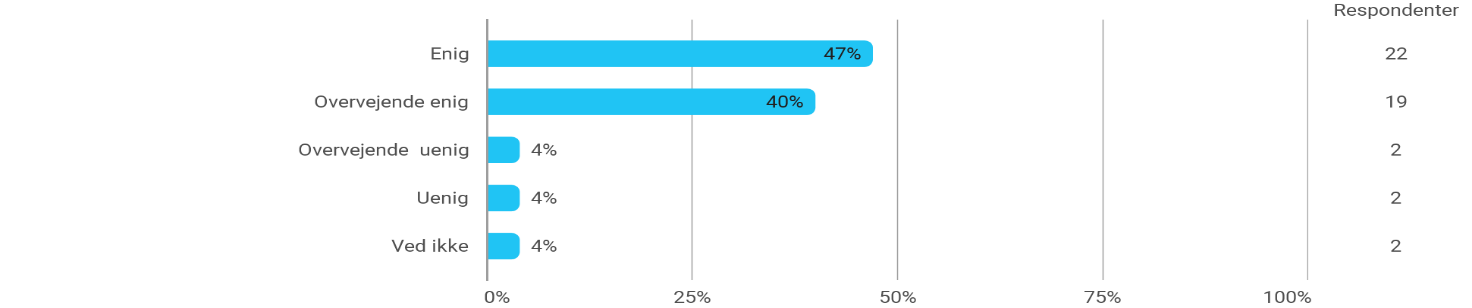 Respondenter
Enig 47% 22
Overvejende enig 40% 19
Overvejende  uenig 4% 2
Uenig 4% 2
Ved ikke 4% 2
0% 25% 50% 75% 100%